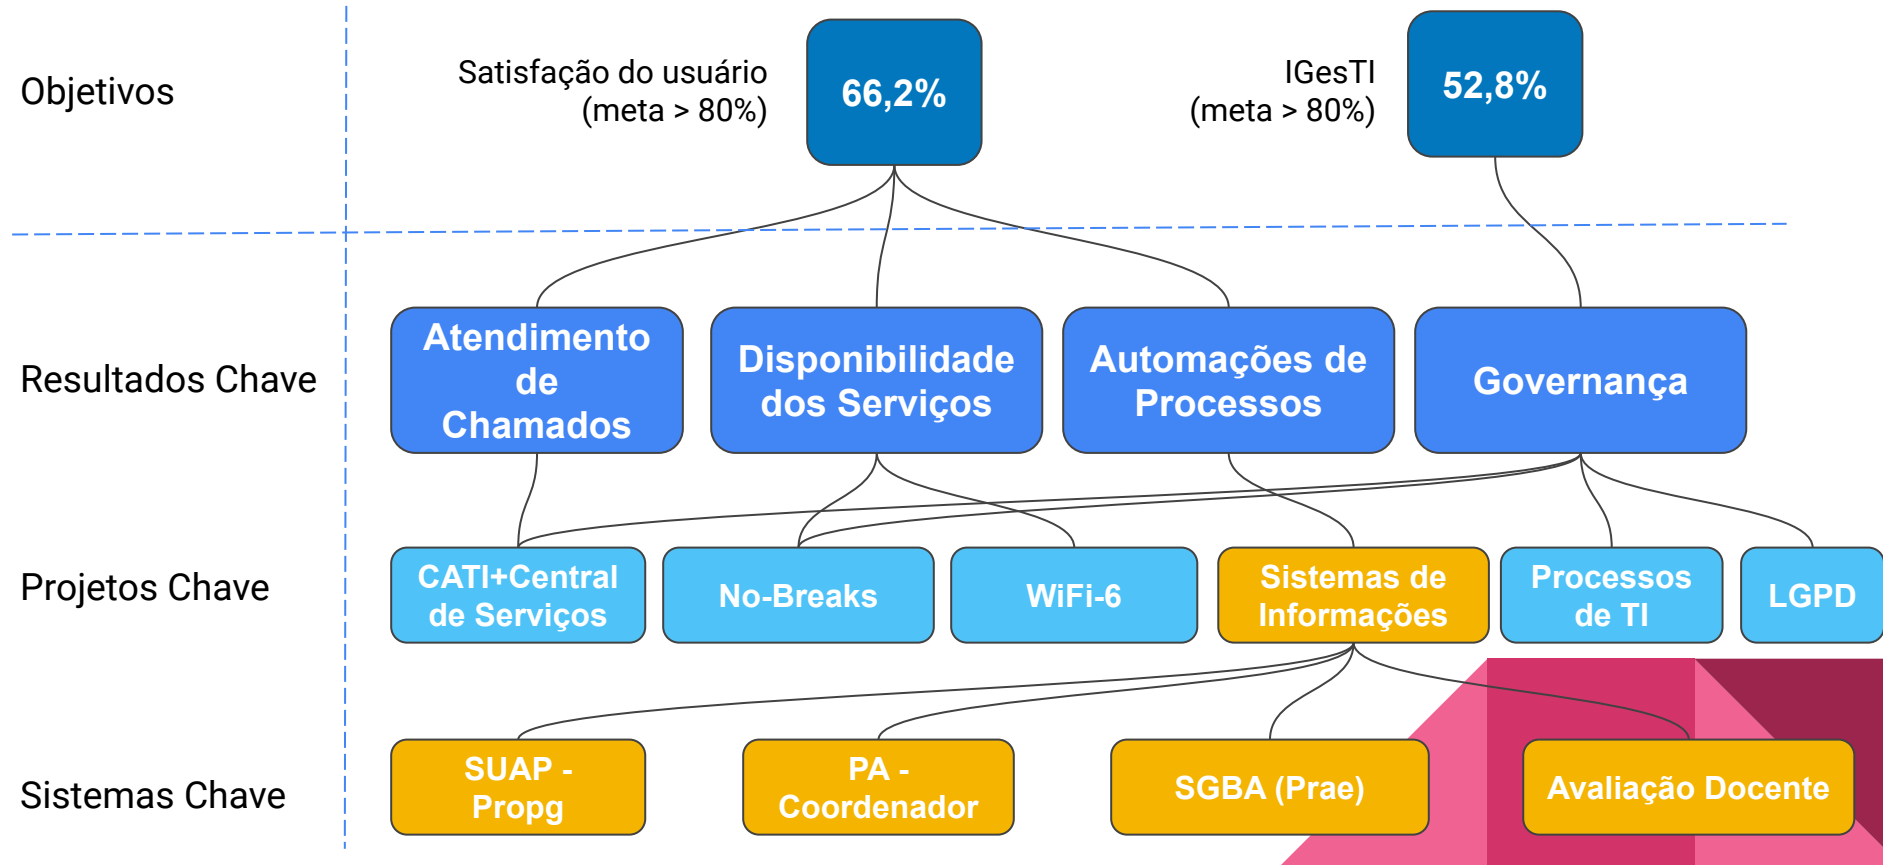 Objetivos
Satisfação do usuário
(meta > 80%)
66,2%
IGesTI
(meta > 80%)
52,8%
Resultados Chave
Atendimento
de
Chamados
Disponibilidade
dos Serviços
Automações de
Processos
Governança
Projetos Chave
CATI+Central
de Serviços
No-Breaks
WiFi-6
Sistemas de
Informações
Processos
de TI
LGPD
Sistemas Chave
SUAP -
Propg
PA -
Coordenador
SGBA (Prae)
Avaliação Docente